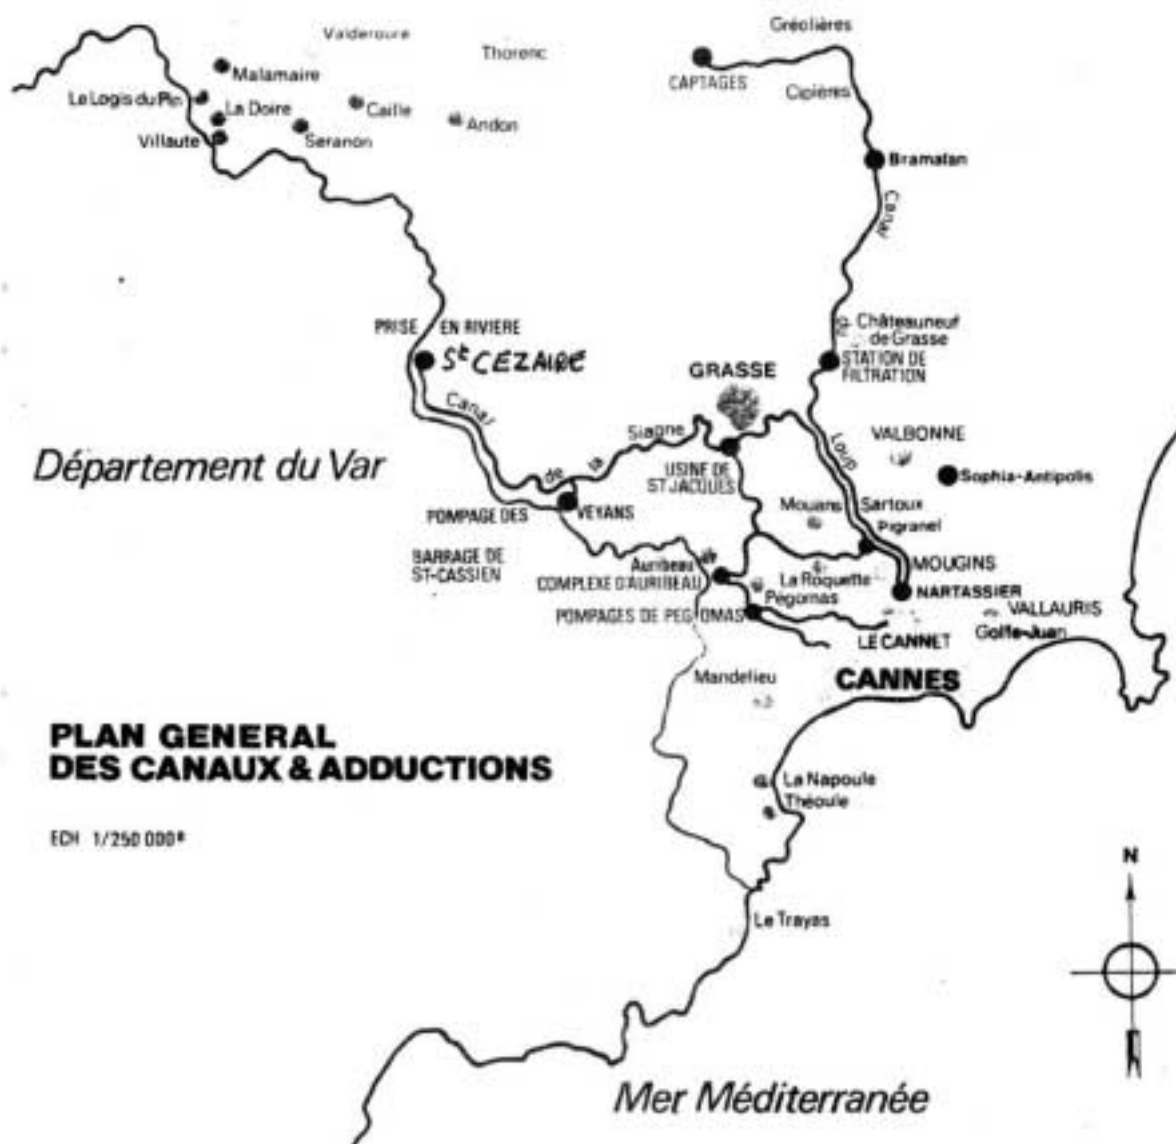 Valderoure
Thorenc
Gréolières
Malamaire
CAPTAGES
Cipières
Le Logis du Pin
La Doire
Caille
Andon
Villaute
Seranon
Bramafan
Canal
PRISE EN RIVIERE
St CEZAIRE
du
Châteauneuf
de Grasse
STATION DE
FILTRATION
GRASSE
Canal
Siagne
Loup
VALBONNE
Département du Var
de la
USINE DE
ST JACQUES
Sophia-Antipolis
POMPAGE DES VEYANS
Mouans Sartoux
Pigranel
BARRAGE DE
ST-CASSIEN
Auribeau
COMPLEXE D'AURIBEAU
La Roquette
MOUGINS
Pégomas
NARTASSIER
POMPAGES DE PEGOMAS
VALLAURIS
LE CANNET
Golfe-Juan
Mandelieu
CANNES
PLAN GENERAL
DES CANAUX & ADDUCTIONS
La Napoule
Théoule
ECH 1/250 000e
N
Le Trayas
Mer Méditerranée